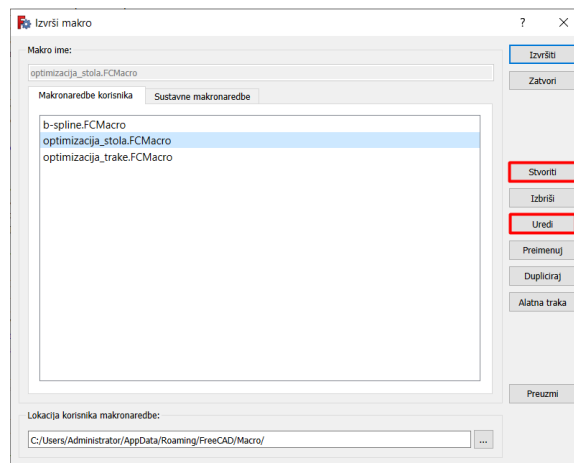 Izvrši makro
?
Makro ime:
optimizacija_stola.FCMacro
Makronaredbe korisnika
Sustavne makronaredbe
b-spline.FCMacro
optimizacija_stola.FCMacro
optimizacija_trake.FCMacro
Izvršiti
Zatvori
Stvoriti
Izbriši
Uredi
Preimenuj
Dupliciraj
Alatna traka
Preuzmi
Lokacija korisnika makronaredbe:
C:/Users/Administrator/AppData/Roaming/FreeCAD/Macro/
...